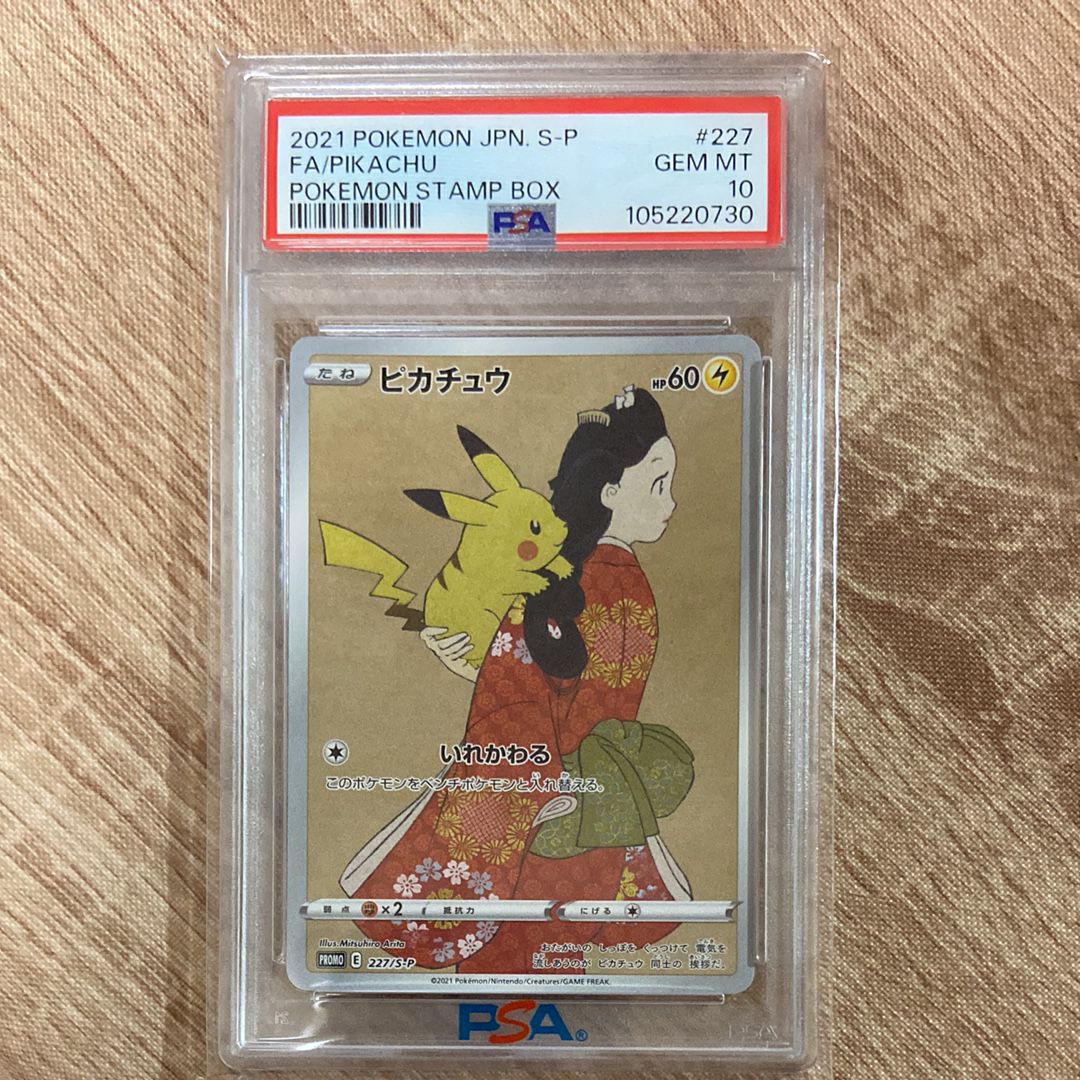 2021 POKEMON JPN. S-P #227
FA/PIKACHU GEM MT
POKEMON STAMP BOX 10
PSA 105220730
たね ピカチュウ HP60
いれかわる
このポケモンをベンチポケモンと入れ替える。
弱点 ×2 抵抗力 にげる
Illus. Mitsuhiro Arita
おたがいの しっぽを くっつけて 電気を
流しあうのが ピカチュウ 同士の 挨拶だ。
PROMO E 227/S-P
©2021 Pokémon/Nintendo/Creatures/GAME FREAK.
PSA®